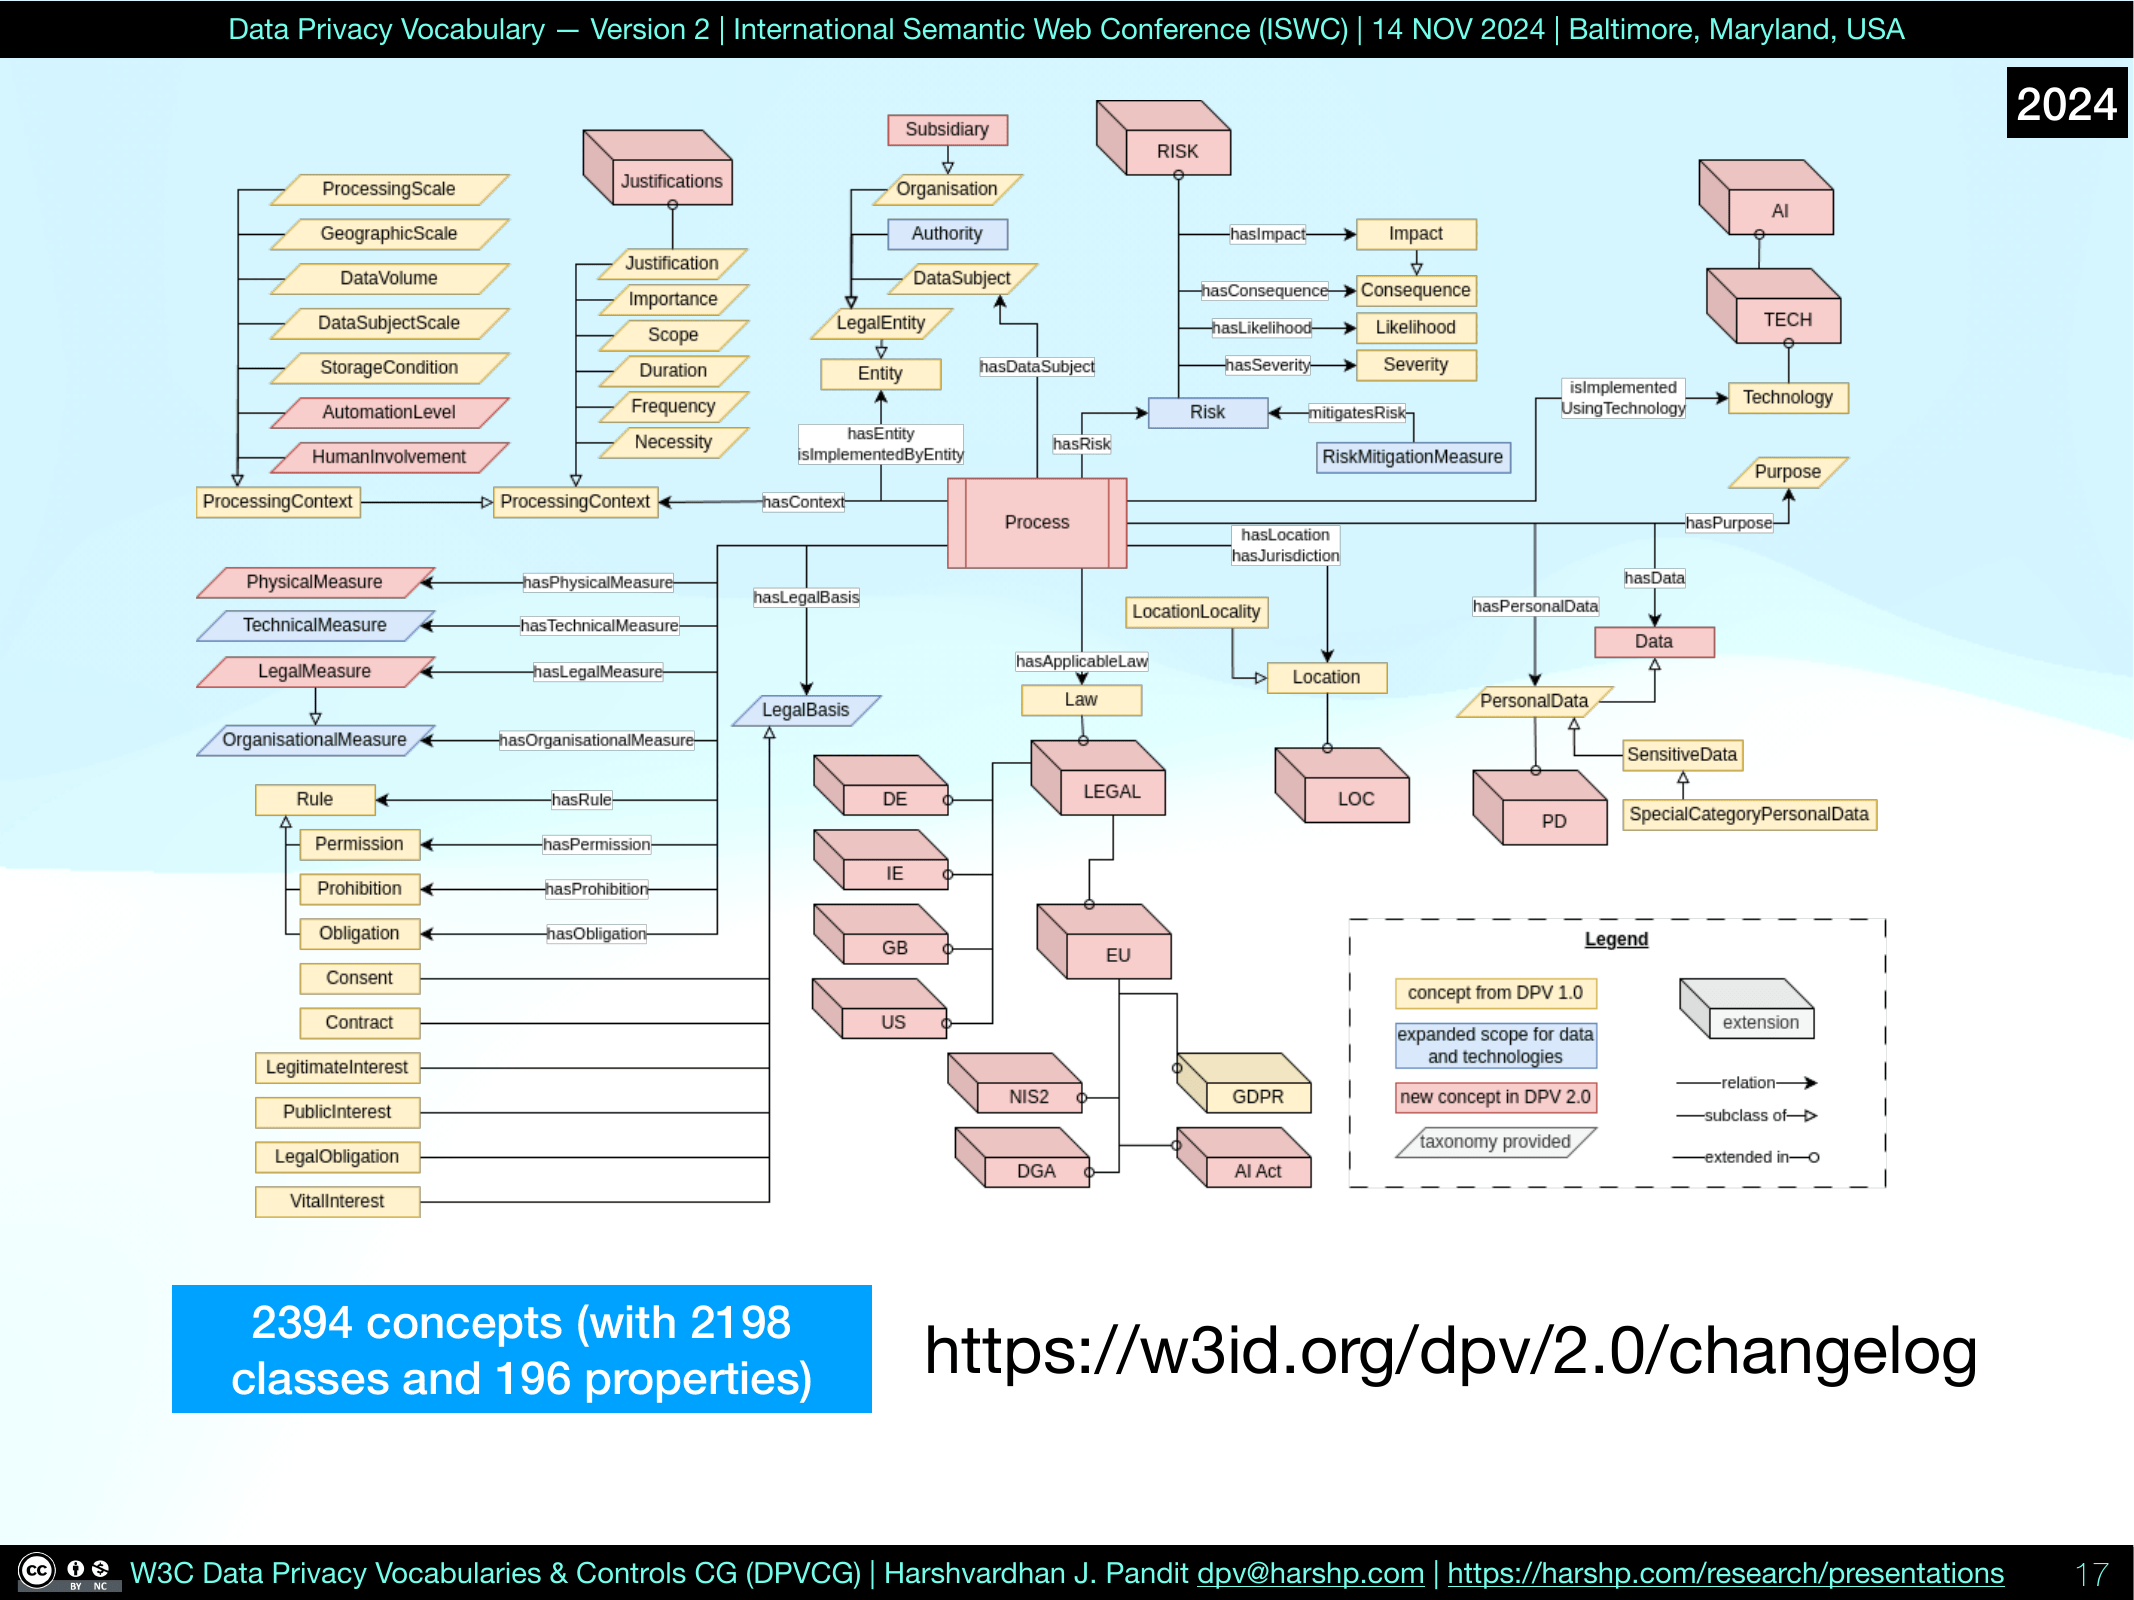 Data Privacy Vocabulary — Version 2 | International Semantic Web Conference (ISWC) | 14 NOV 2024 | Baltimore, Maryland, USA
2024
ProcessingScale
GeographicScale
DataVolume
DataSubjectScale
StorageCondition
AutomationLevel
HumanInvolvement
ProcessingContext
Justifications
Justification
Importance
Scope
Duration
Frequency
Necessity
ProcessingContext
hasContext
Subsidiary
Organisation
Authority
DataSubject
LegalEntity
Entity
hasEntity
isImplementedByEntity
hasDataSubject
RISK
hasImpact
Impact
hasConsequence
Consequence
hasLikelihood
Likelihood
hasSeverity
Severity
hasRisk
Risk
mitigatesRisk
RiskMitigationMeasure
AI
TECH
Technology
isImplemented
UsingTechnology
Purpose
hasPurpose
Process
PhysicalMeasure
hasPhysicalMeasure
TechnicalMeasure
hasTechnicalMeasure
LegalMeasure
hasLegalMeasure
OrganisationalMeasure
hasOrganisationalMeasure
Rule
hasRule
Permission
hasPermission
Prohibition
hasProhibition
Obligation
hasObligation
Consent
Contract
LegitimateInterest
PublicInterest
LegalObligation
VitalInterest
hasLegalBasis
LegalBasis
hasApplicableLaw
Law
LEGAL
DE
IE
GB
US
EU
NIS2
GDPR
DGA
AI Act
hasLocation
hasJurisdiction
LocationLocality
Location
LOC
hasPersonalData
hasData
Data
PersonalData
SensitiveData
SpecialCategoryPersonalData
PD
Legend
concept from DPV 1.0
expanded scope for data
and technologies
new concept in DPV 2.0
taxonomy provided
extension
relation
subclass of
extended in
2394 concepts (with 2198
classes and 196 properties)
https://w3id.org/dpv/2.0/changelog
cc BY NC
W3C Data Privacy Vocabularies & Controls CG (DPVCG) | Harshvardhan J. Pandit dpv@harshp.com | https://harshp.com/research/presentations
17